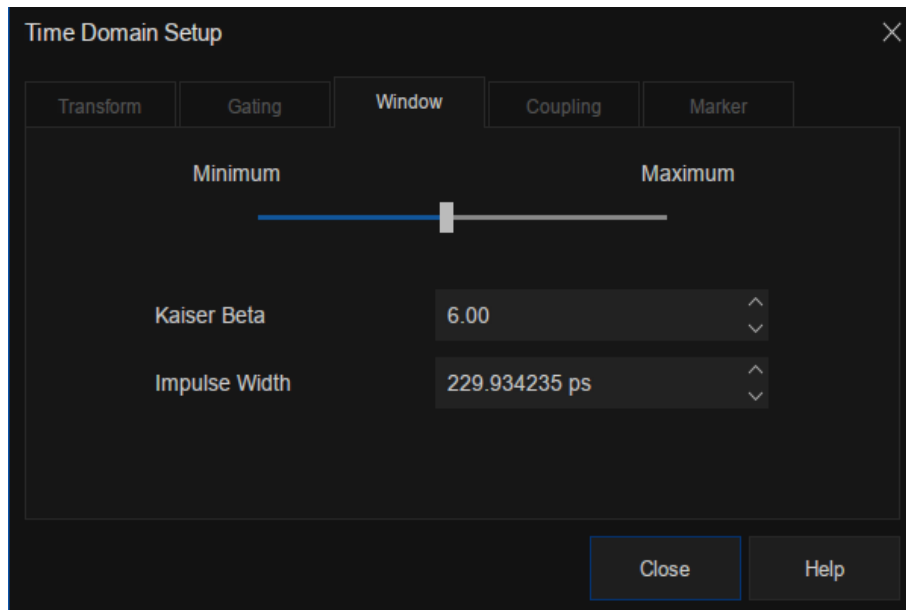 Time Domain Setup
Transform Gating Window Coupling Marker
Minimum Maximum
Kaiser Beta 6.00
Impulse Width 229.934235 ps
Close Help